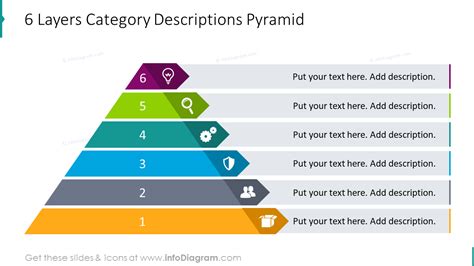 6 Layers Category Descriptions Pyramid
6 Put your text here. Add description.
5 Put your text here. Add description.
4 Put your text here. Add description.
3 Put your text here. Add description.
2 Put your text here. Add description.
1 Put your text here. Add description.
Get these slides & icons at www.infoDiagram.com